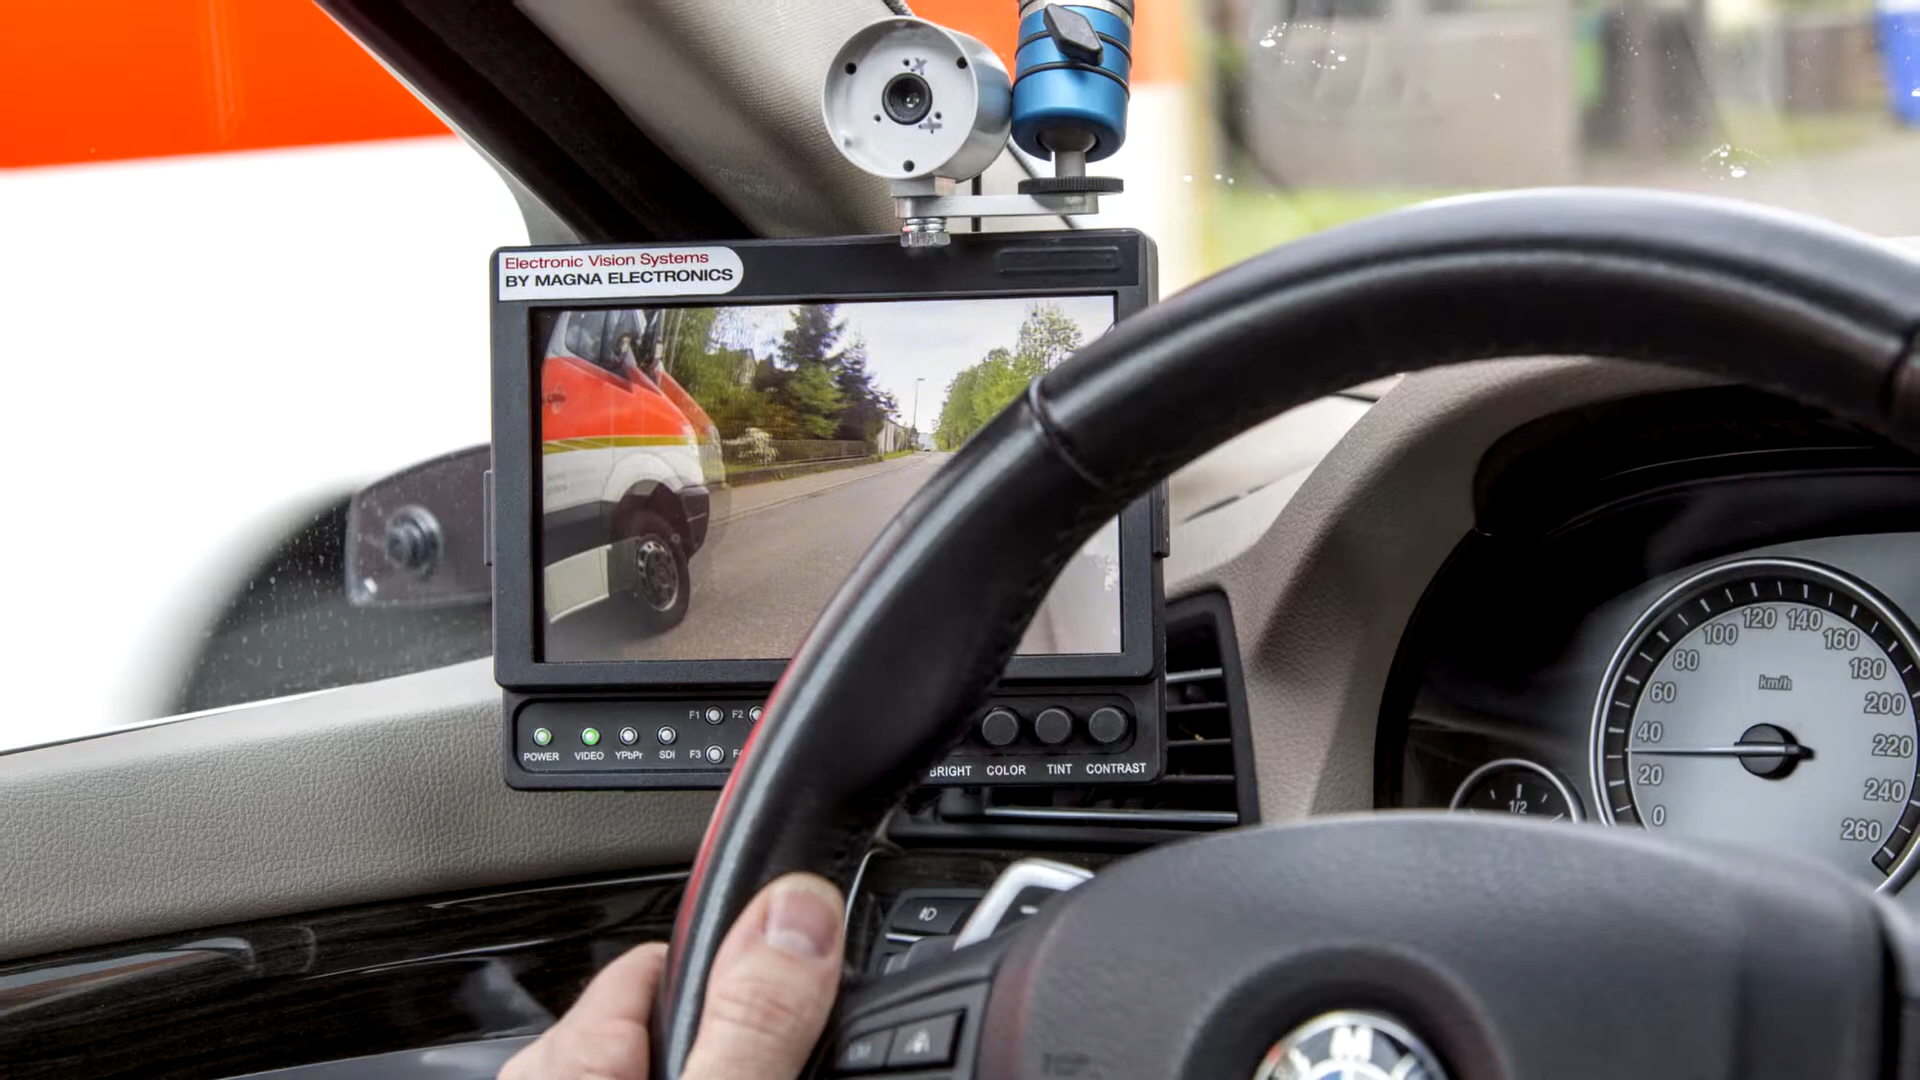 Electronic Vision Systems
BY MAGNA ELECTRONICS
F1 F2
POWER VIDEO YPbPr SDI F3
BRIGHT COLOR TINT CONTRAST
km/h
0
20
40
60
80
100
120
140
160
180
200
220
240
260
1/2
M